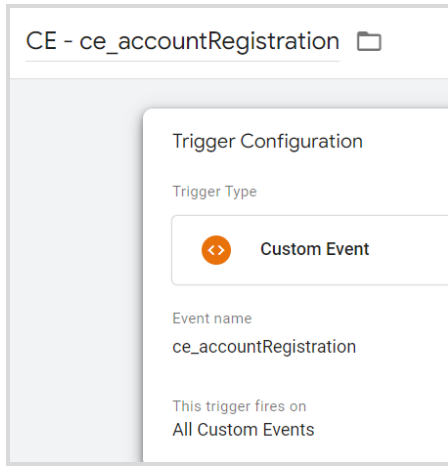 CE - ce_accountRegistration
Trigger Configuration
Trigger Type
Custom Event
Event name
ce_accountRegistration
This trigger fires on
All Custom Events